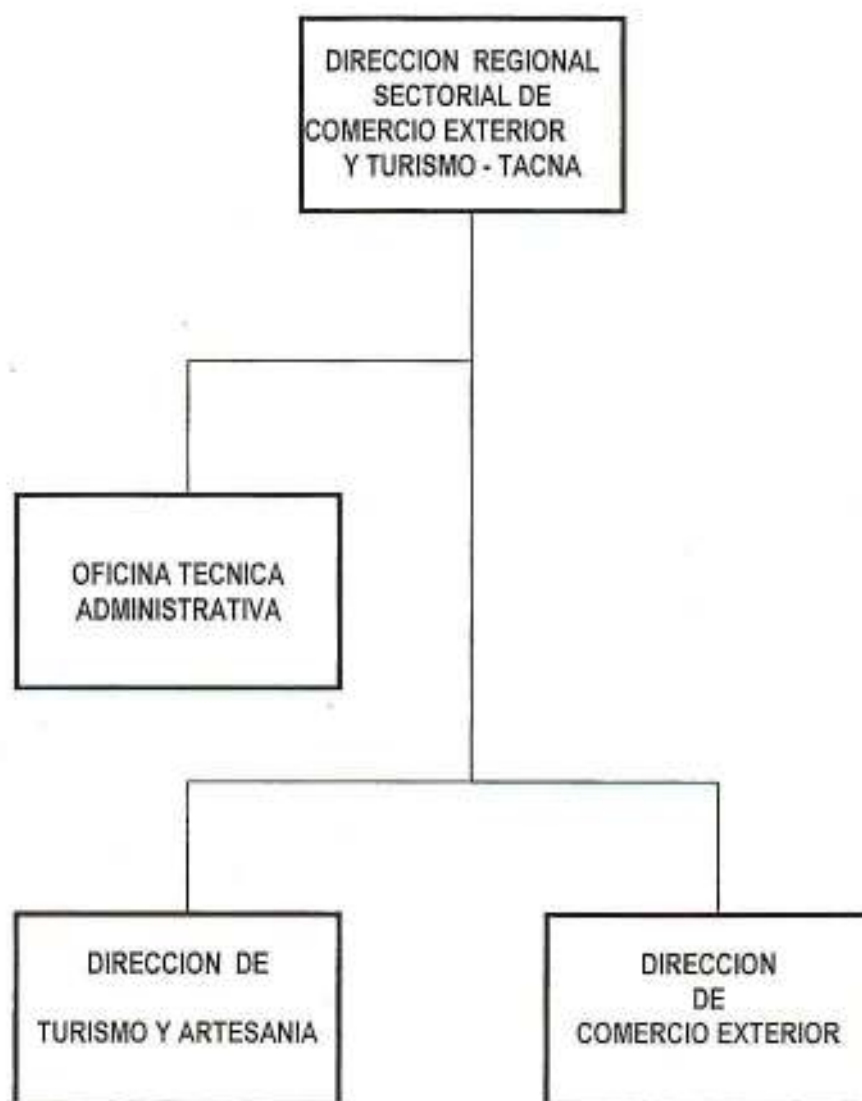 DIRECCION REGIONAL
SECTORIAL DE
COMERCIO EXTERIOR
Y TURISMO - TACNA
OFICINA TECNICA
ADMINISTRATIVA
DIRECCION DE
TURISMO Y ARTESANIA
DIRECCION
DE
COMERCIO EXTERIOR